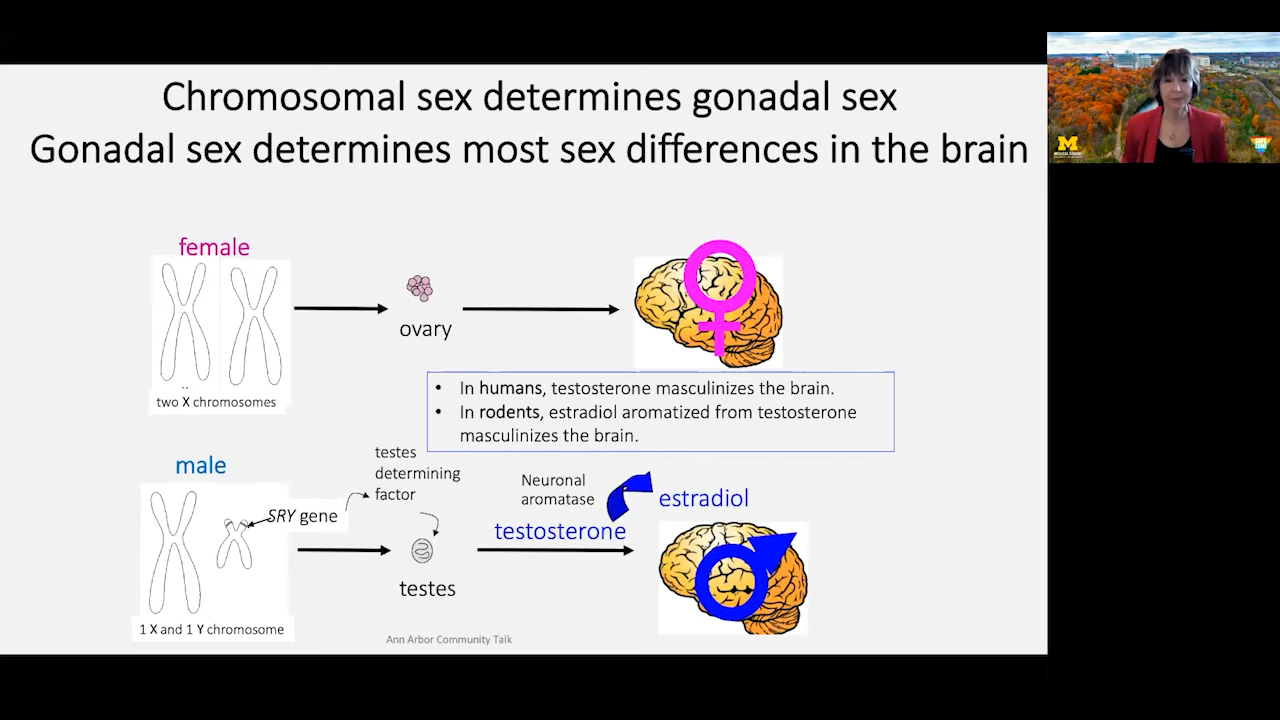 Chromosomal sex determines gonadal sex
Gonadal sex determines most sex differences in the brain
female
ovary
two X chromosomes
• In humans, testosterone masculinizes the brain.
• In rodents, estradiol aromatized from testosterone
masculinizes the brain.
male
testes
determining
factor
SRY gene
Neuronal
aromatase
estradiol
testosterone
testes
1 X and 1 Y chromosome
Ann Arbor Community Talk
M